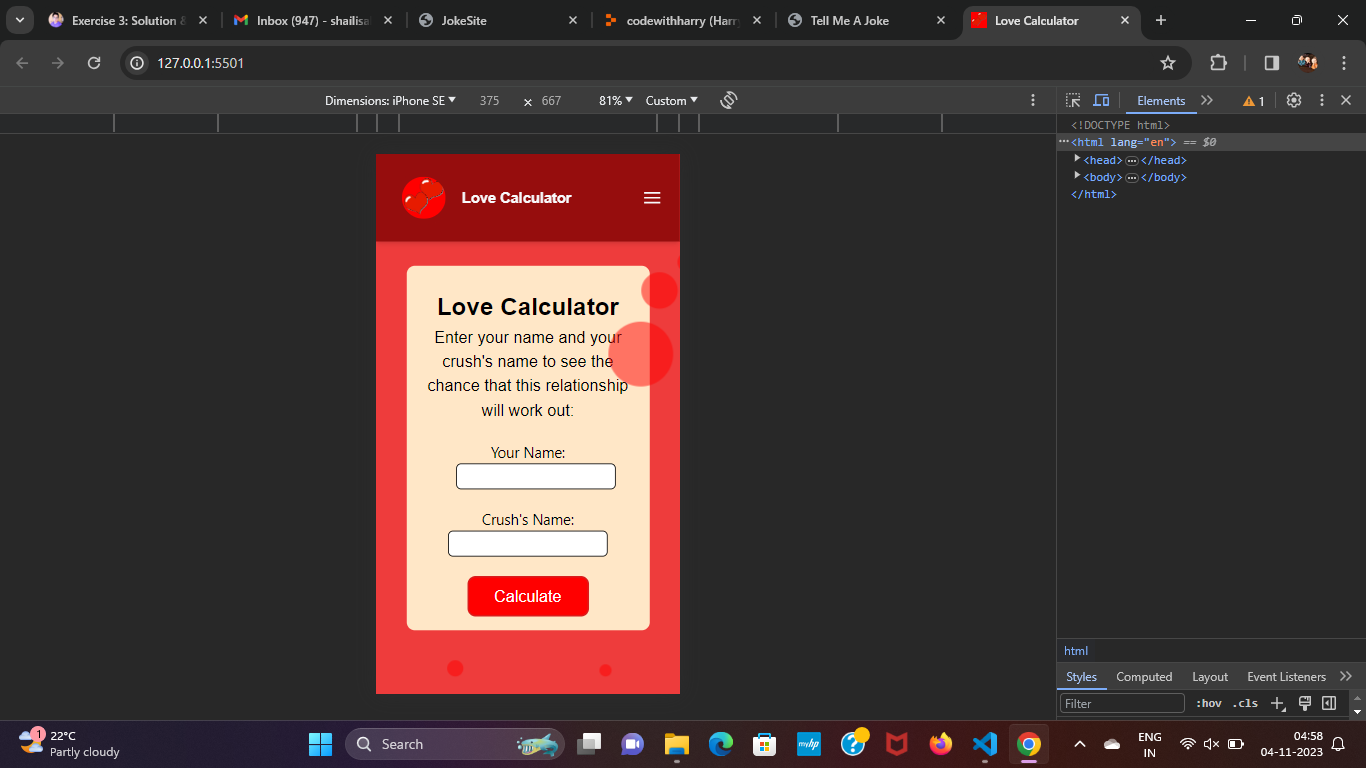 Exercise 3: Solution &
Inbox (947) - shailisa
JokeSite
codewithharry (Harr
Tell Me A Joke
Love Calculator
127.0.0.1:5501
Dimensions: iPhone SE
375
×
667
81%
Custom
Elements
1
<!DOCTYPE html>
<html lang="en"> == $0
<head> … </head>
<body> … </body>
</html>
Love Calculator
Love Calculator
Enter your name and your
crush's name to see the
chance that this relationship
will work out:
Your Name:
Crush's Name:
Calculate
html
Styles
Computed
Layout
Event Listeners
Filter
:hov
.cls
1
22°C
Partly cloudy
Search
myhp
ENG
IN
04:58
04-11-2023